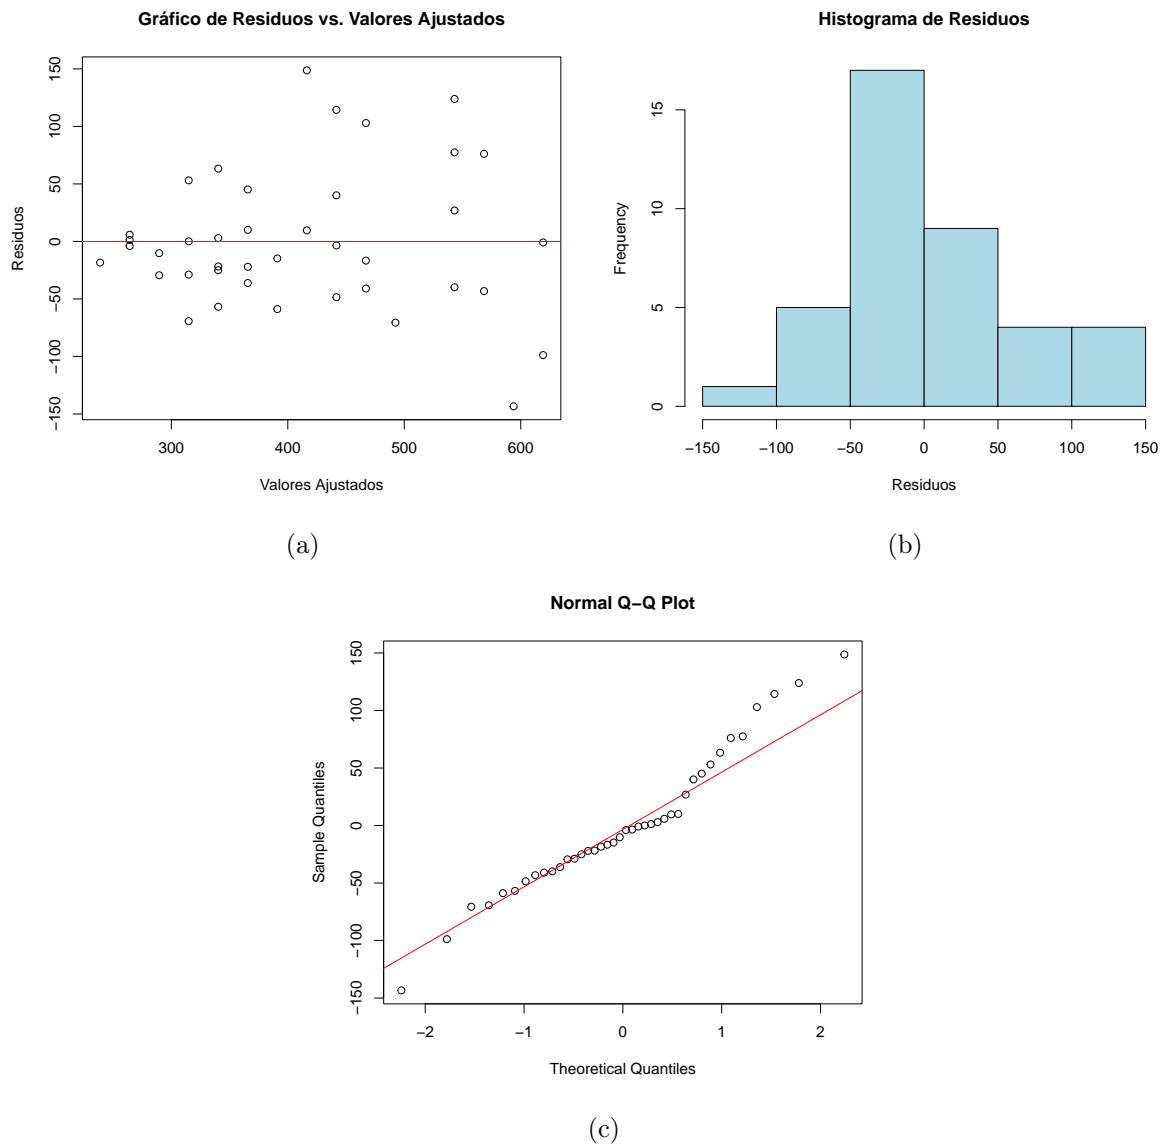 Gráfico de Residuos vs. Valores Ajustados
Residuos
150
100
50
0
−50
−100
−150
300 400 500 600
Valores Ajustados
(a)
Histograma de Residuos
Frequency
15
10
5
0
−150 −100 −50 0 50 100 150
Residuos
(b)
Normal Q−Q Plot
Sample Quantiles
150
100
50
0
−50
−100
−150
−2 −1 0 1 2
Theoretical Quantiles
(c)